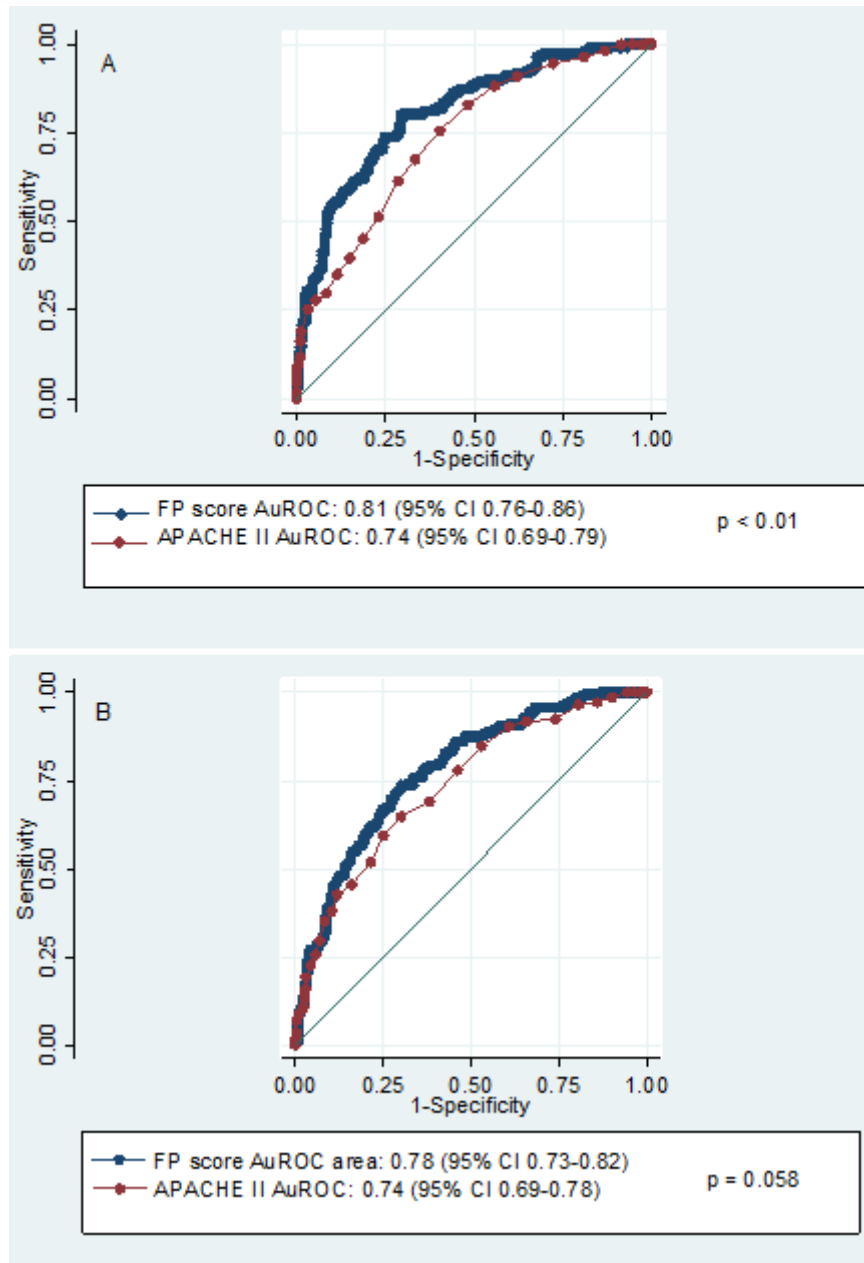 A
1.00
0.75
0.50
0.25
0.00
Sensitivity
0.00 0.25 0.50 0.75 1.00
1-Specificity
FP score AuROC: 0.81 (95% CI 0.76-0.86)
APACHE II AuROC: 0.74 (95% CI 0.69-0.79)
p < 0.01
B
1.00
0.75
0.50
0.25
0.00
Sensitivity
0.00 0.25 0.50 0.75 1.00
1-Specificity
FP score AuROC area: 0.78 (95% CI 0.73-0.82)
APACHE II AuROC: 0.74 (95% CI 0.69-0.78)
p = 0.058